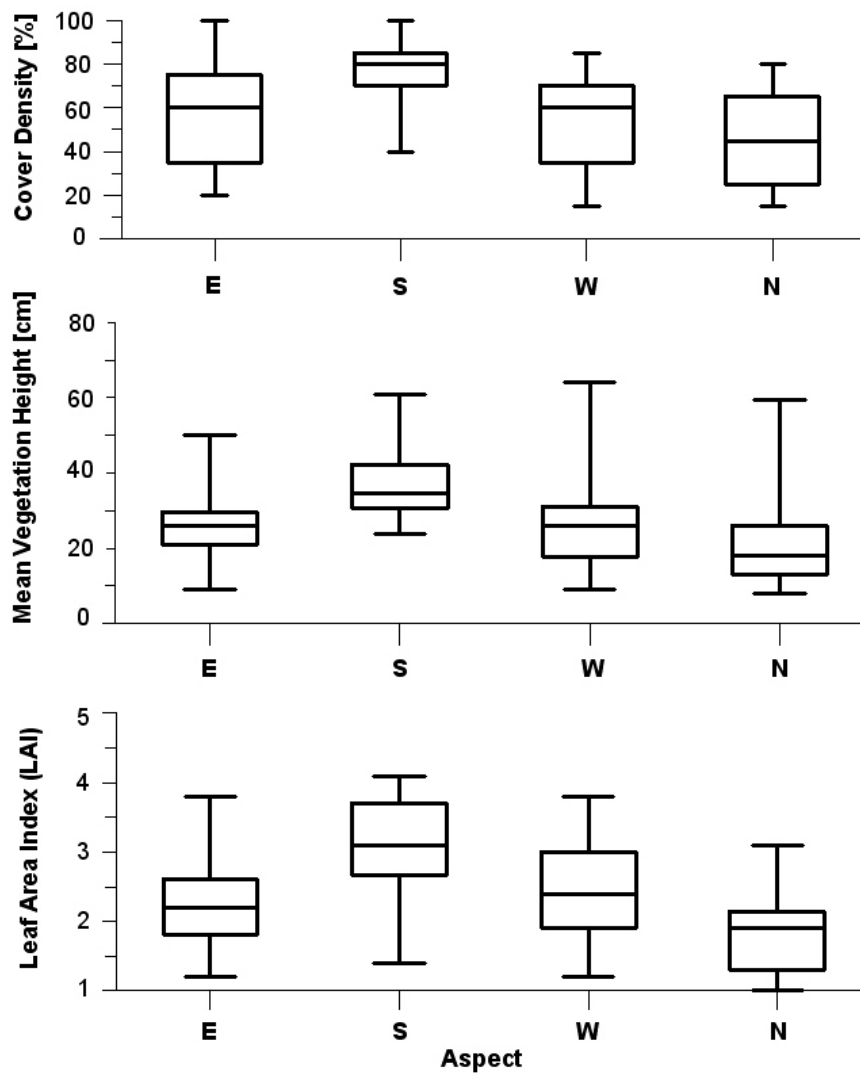 Cover Density [%]
100
80
60
40
20
0
E S W N
Mean Vegetation Height [cm]
80
60
40
20
0
E S W N
Leaf Area Index (LAI)
5
4
3
2
1
E S W N
Aspect